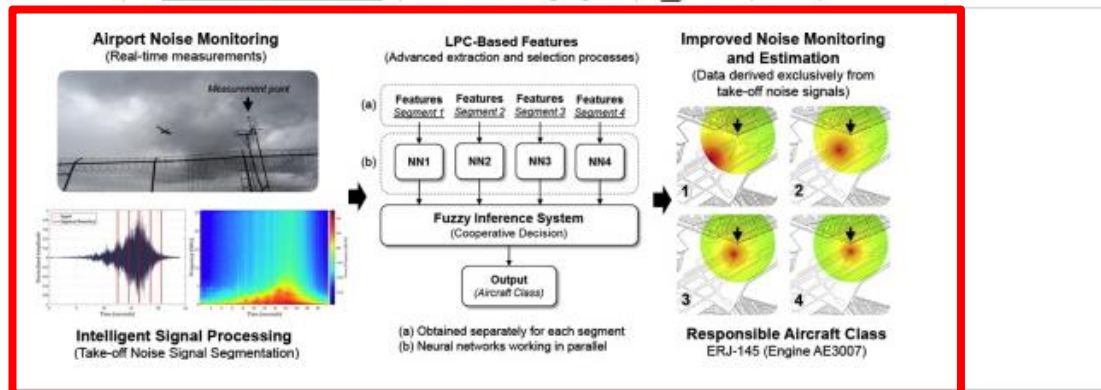 Airport Noise Monitoring
(Real-time measurements)
Measurement point
Intelligent Signal Processing
(Take-off Noise Signal Segmentation)
LPC-Based Features
(Advanced extraction and selection processes)
(a)
Features Features Features Features
Segment 1 Segment 2 Segment 3 Segment 4
(b)
NN1 NN2 NN3 NN4
Fuzzy Inference System
(Cooperative Decision)
Output
(Aircraft Class)
(a) Obtained separately for each segment
(b) Neural networks working in parallel
Improved Noise Monitoring
and Estimation
(Data derived exclusively from
take-off noise signals)
1 2
3 4
Responsible Aircraft Class
ERJ-145 (Engine AE3007)